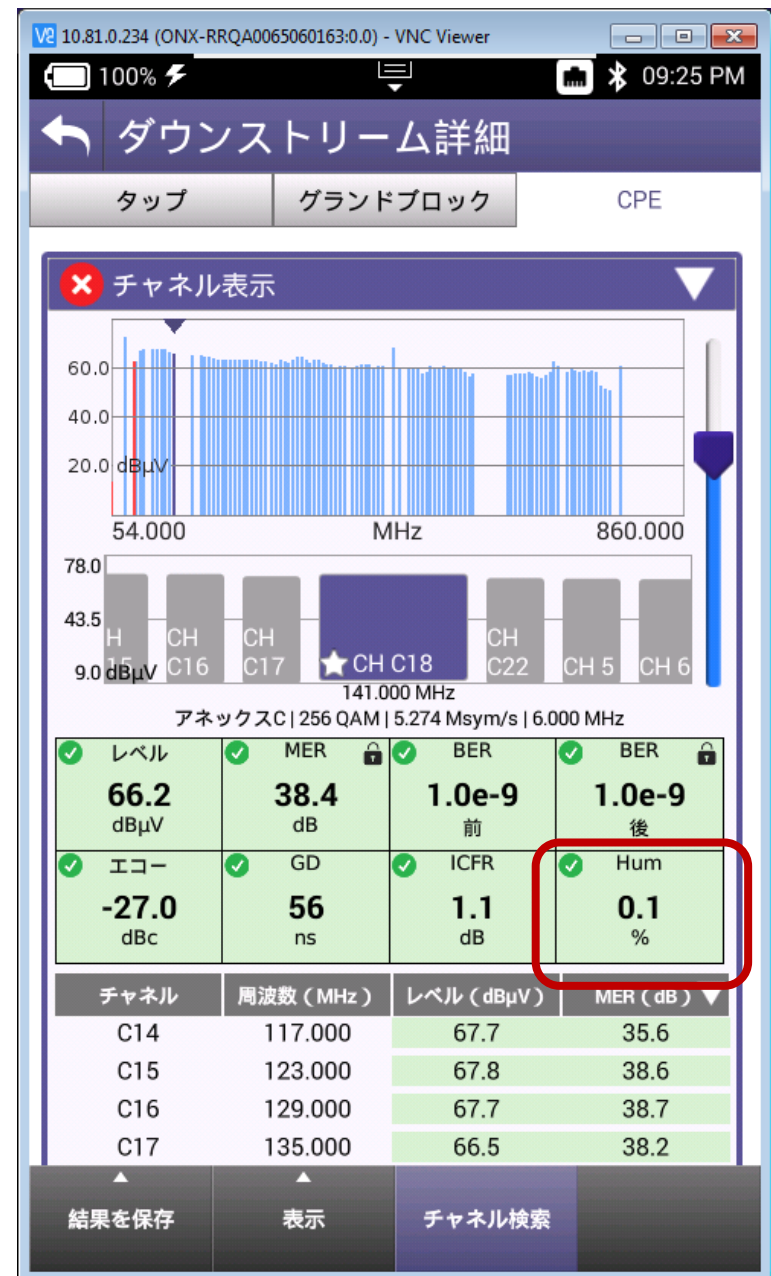 10.81.0.234 (ONX-RRQA0065060163:0.0) - VNC Viewer
100% 09:25 PM
ダウンストリーム詳細
タップ グランドブロック CPE
チャネル表示
60.0
40.0
20.0 dBµV
54.000 MHz 860.000
78.0
43.5
9.0 dBµV
CH CH CH
C16 C17 CH C18 C22 CH 5 CH 6
141.000 MHz
アネックスC | 256 QAM | 5.274 Msym/s | 6.000 MHz
レベル MER BER BER
66.2 38.4 1.0e-9 1.0e-9
dBµV dB 前 後
エコー GD ICFR Hum
-27.0 56 1.1 0.1
dBc ns dB %
チャネル 周波数（MHz） レベル（dBµV） MER（dB）
C14 117.000 67.7 35.6
C15 123.000 67.8 38.6
C16 129.000 67.7 38.7
C17 135.000 66.5 38.2
結果を保存 表示 チャネル検索